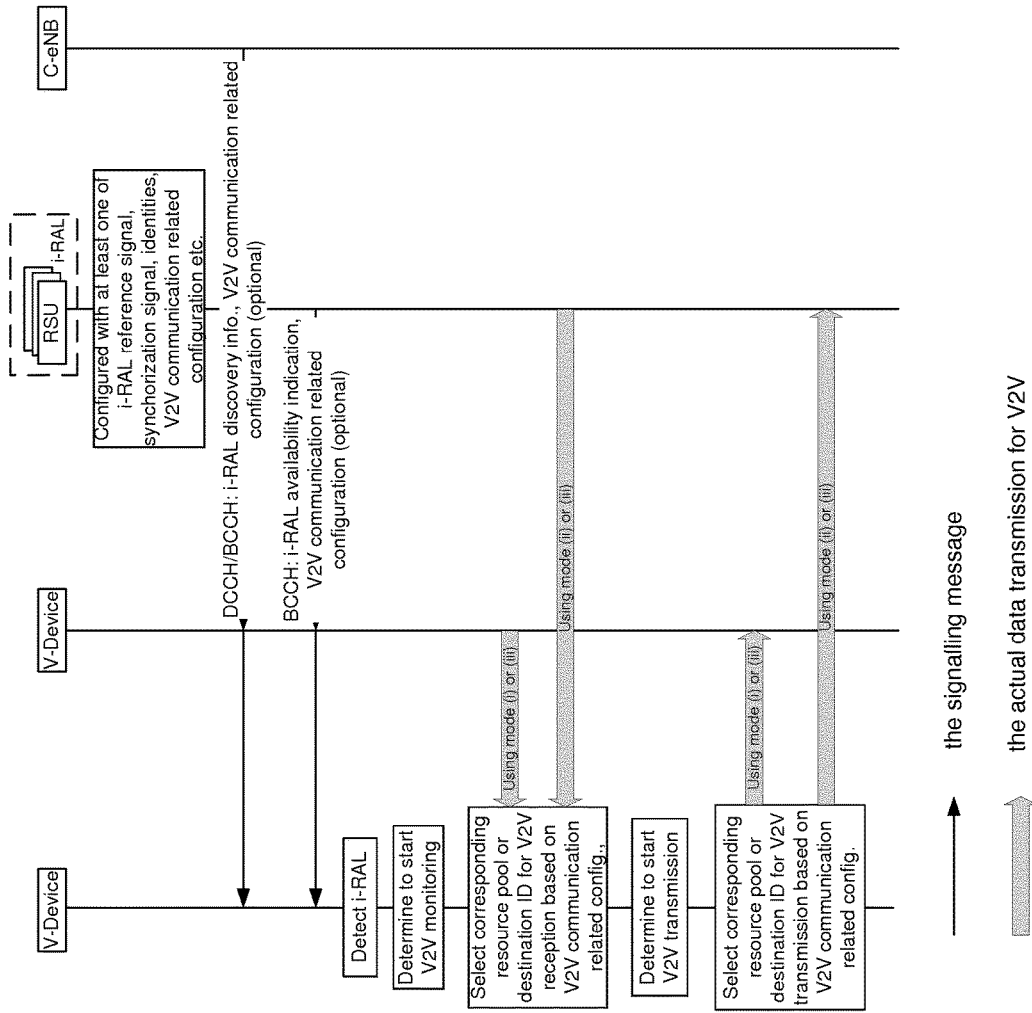 V-Device
V-Device
RSU
i-RAL
C-eNB
Configured with at least one of
i-RAL reference signal,
synchorization signal, identities,
V2V communication related
configuration etc.
DCCH/BCCH: i-RAL discovery info., V2V communication related
configuration (optional)
BCCH: i-RAL availability indication,
V2V communication related
configuration (optional)
Detect i-RAL
Determine to start
V2V monitoring
Select corresponding
resource pool or
destination ID for V2V
reception based on
V2V communication
related config.,
Using mode (i) or (iii)
Using mode (ii) or (iii)
Determine to start
V2V transmission
Select corresponding
resource pool or
destination ID for V2V
transmission based on
V2V communication
related config.
Using mode (i) or (iii)
Using mode (ii) or (iii)
the signalling message
the actual data transmission for V2V